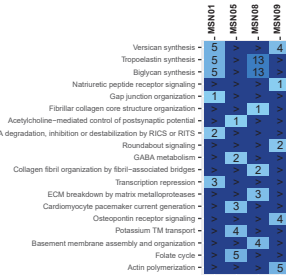 MSN01 MSN05 MSN08 MSN09
Versican synthesis 5 > > 4
Tropoelastin synthesis 5 > 13 >
Biglycan synthesis 5 > 13 >
Natriuretic peptide receptor signaling > > > 1
Gap junction organization 1 > > >
Fibrillar collagen core structure organization > > 1 >
Acetylcholine-mediated control of postsynaptic potential > 1 > >
A degradation, inhibition or destabilization by RICS or RITS 2 > > >
Roundabout signaling > > > 2
GABA metabolism > 2 > >
Collagen fibril organization by fibril-associated bridges > > 2 >
Transcription repression 3 > > >
ECM breakdown by matrix metalloproteases > > 3 >
Cardiomyocyte pacemaker current generation > 3 > >
Osteopontin receptor signaling > > > 4
Potassium TM transport > 4 > >
Basement membrane assembly and organization > > 4 >
Folate cycle > 5 > >
Actin polymerization > > > 5